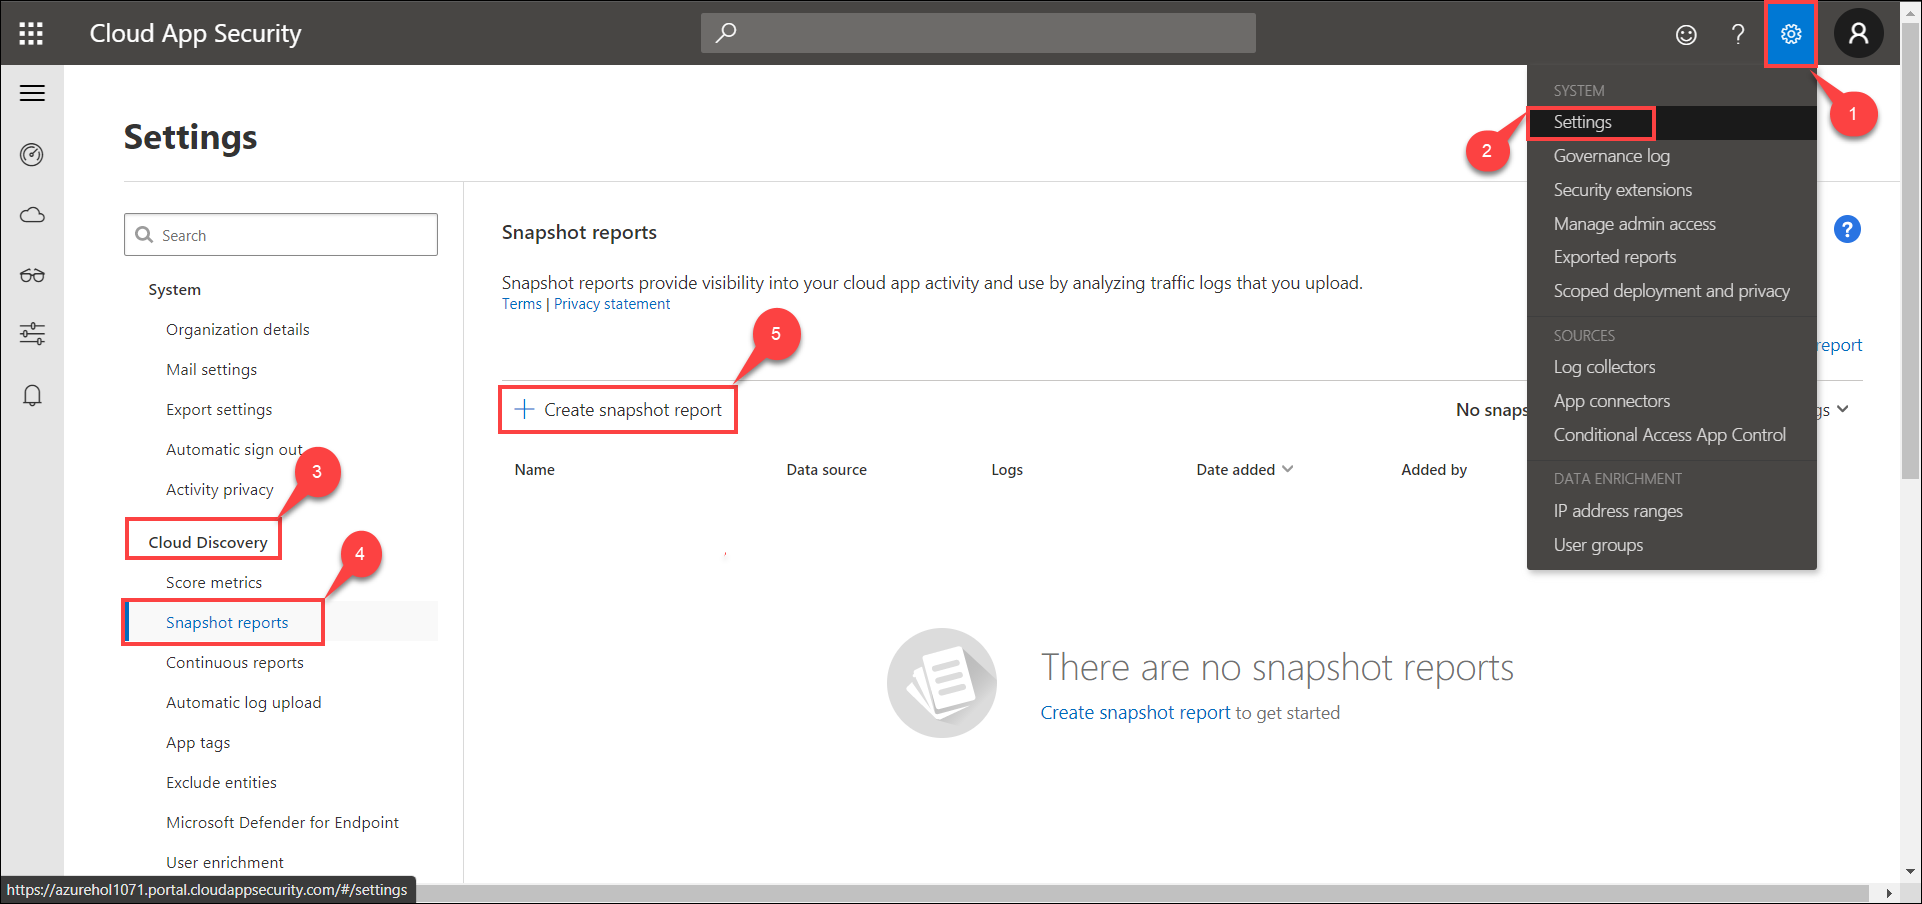 Cloud App Security
?
1
SYSTEM
Settings
2
Governance log
Security extensions
Manage admin access
Exported reports
Scoped deployment and privacy
SOURCES
Log collectors
App connectors
Conditional Access App Control
DATA ENRICHMENT
IP address ranges
User groups
Settings
Search
System
Organization details
Mail settings
Export settings
Automatic sign out
Activity privacy
3
Cloud Discovery
4
Score metrics
Snapshot reports
Continuous reports
Automatic log upload
App tags
Exclude entities
Microsoft Defender for Endpoint
User enrichment
Snapshot reports
?
Snapshot reports provide visibility into your cloud app activity and use by analyzing traffic logs that you upload.
Terms | Privacy statement
5
report
Create snapshot report
No snaps
gs
Name Data source Logs Date added Added by
There are no snapshot reports
Create snapshot report to get started
https://azurehol1071.portal.cloudappsecurity.com/#/settings